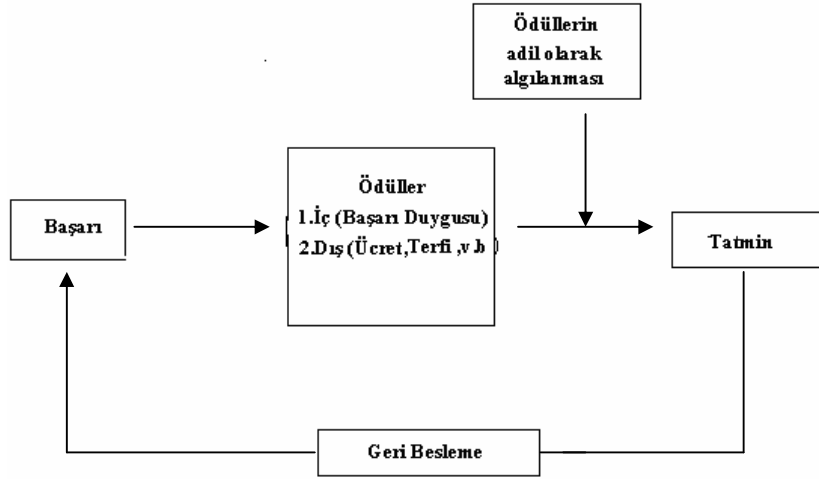 Ödüllerin
adil olarak
algılanması
Ödüller
1.İç (Başarı Duygusu)
2.Dış (Ücret,Terfi ,v.b )
Başarı
Tatmin
Geri Besleme